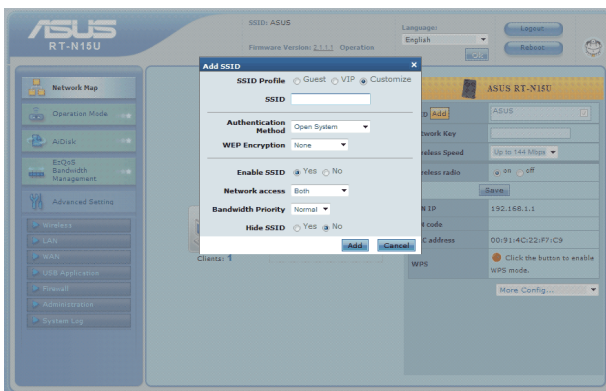 ASUS
RT-N15U
SSID: ASUS
Firmware Version: 2.1.1.1 Operation
Language:
English
Logout
Reboot
Add SSID
x
SSID Profile Guest VIP Customize
SSID
Authentication Method Open System
WEP Encryption None
Enable SSID Yes No
Network access Both
Bandwidth Priority Normal
Hide SSID Yes No
Add Cancel
Network Map
Operation Mode
AiDisk
EzQoS
Bandwidth
Management
Advanced Setting
Wireless
LAN
WAN
USB Application
Firewall
Administration
System Log
Clients: 1
ASUS RT-N15U
Add ASUS
Key
Speed Up to 144 Mbps
radio on off
Save
IP 192.168.1.1
code
address 00:91:4C:22:F7:C9
WPS Click the button to enable
WPS mode.
More Config...